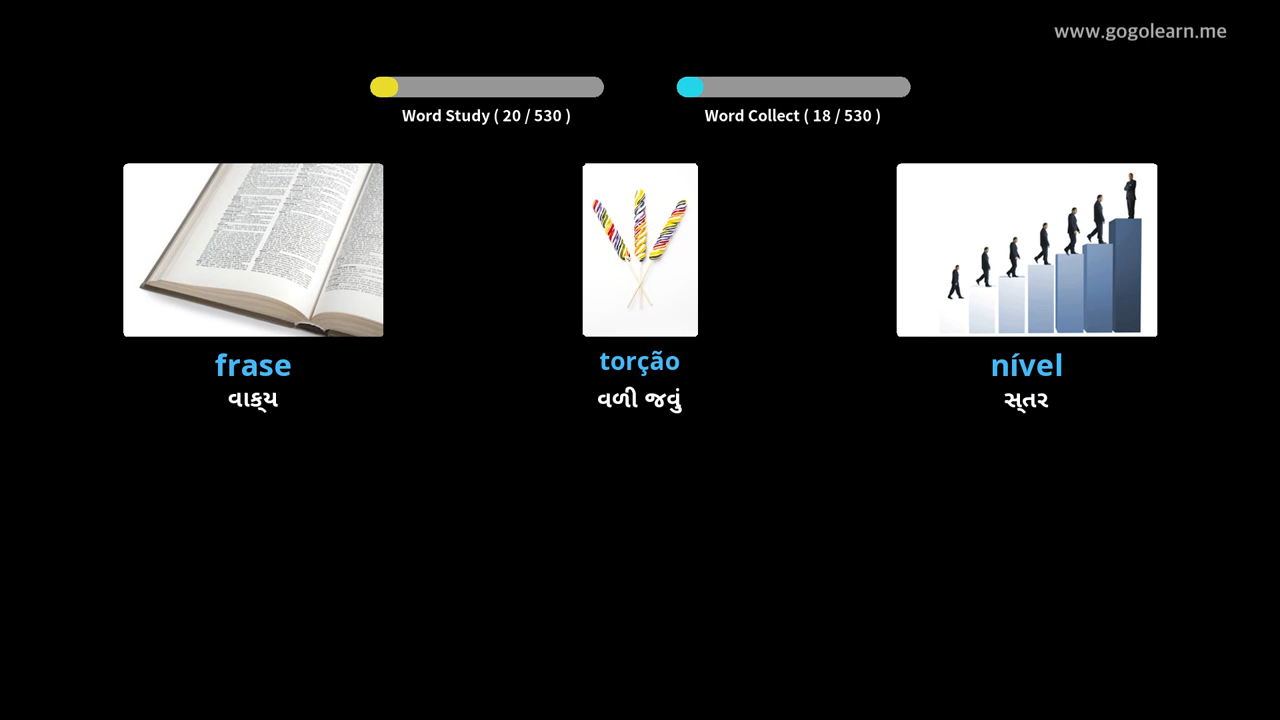 www.gogolearn.me
Word Study ( 20 / 530 )
Word Collect ( 18 / 530 )
frase
વાક્ય
torção
વળી જવું
nível
સ્તર